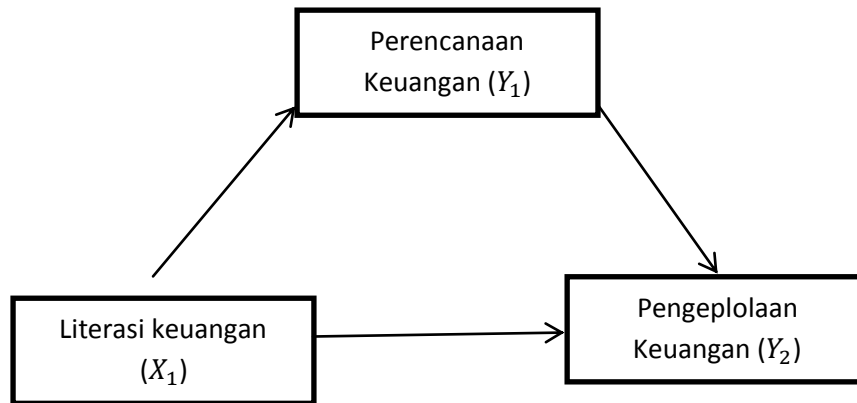 Perencanaan
Keuangan (𝑌₁)
Literasi keuangan
(𝑋₁)
Pengeplolaan
Keuangan (𝑌₂)